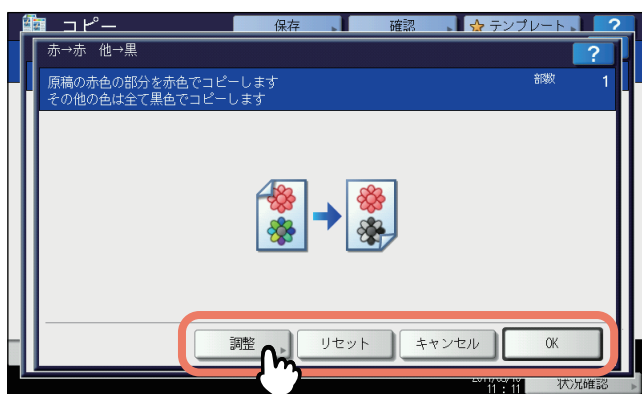 コピー 保存 確認 テンプレート ?
赤→赤 他→黒 ?
原稿の赤色の部分を赤色でコピーします 部数 1
その他の色は全て黒色でコピーします
調整 リセット キャンセル OK
11:11 状況確認